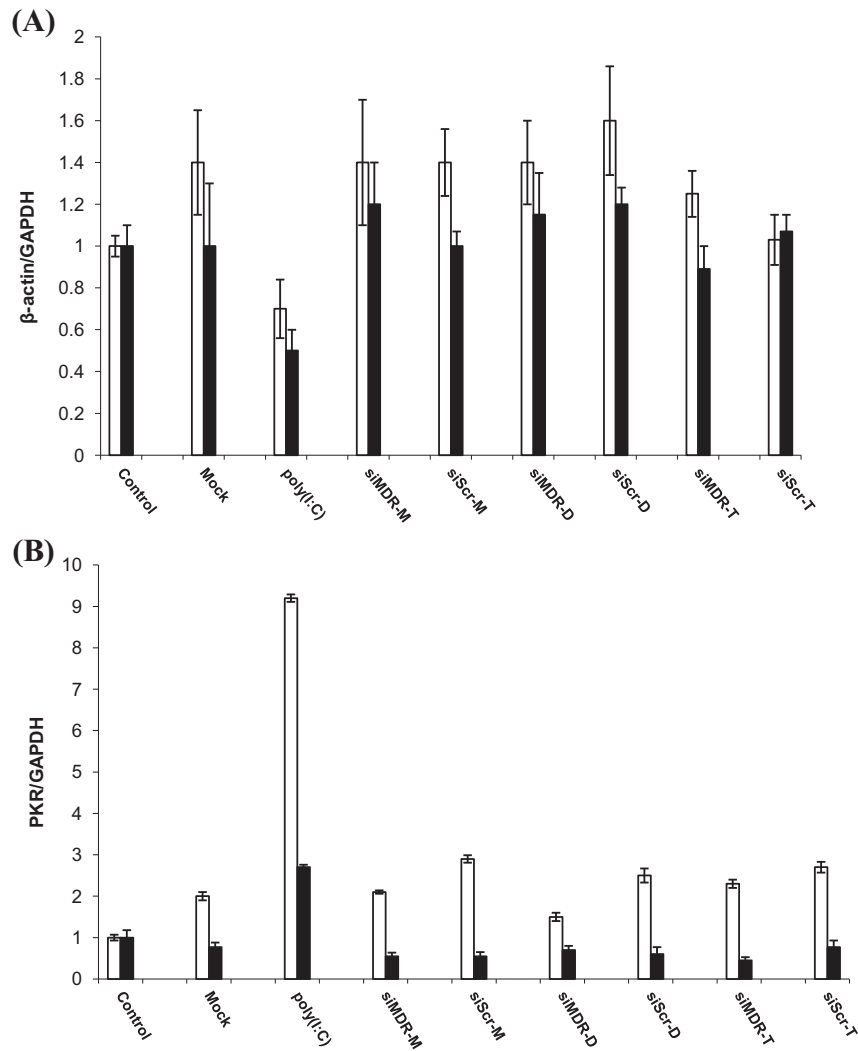 (A)
2
1.8
1.6
1.4
1.2
1
0.8
0.6
0.4
0.2
0
β-actin/GAPDH
Control
Mock
poly(I:C)
siMDR-M
siScr-M
siMDR-D
siScr-D
siMDR-T
siScr-T
(B)
10
9
8
7
6
5
4
3
2
1
0
PKR/GAPDH
Control
Mock
poly(I:C)
siMDR-M
siScr-M
siMDR-D
siScr-D
siMDR-T
siScr-T